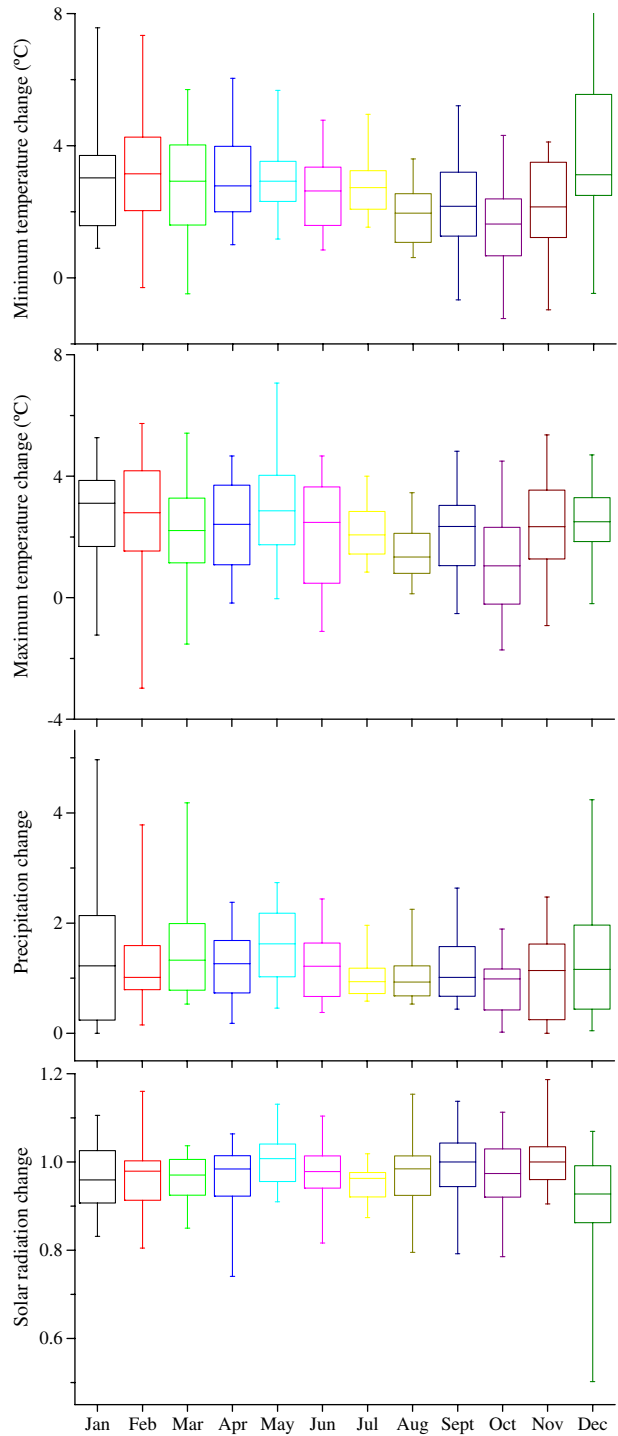 Minimum temperature change (ºC)
8
4
0
Maximum temperature change (ºC)
8
4
0
-4
Precipitation change
4
2
0
Solar radiation change
1.2
1.0
0.8
0.6
Jan Feb Mar Apr May Jun Jul Aug Sept Oct Nov Dec